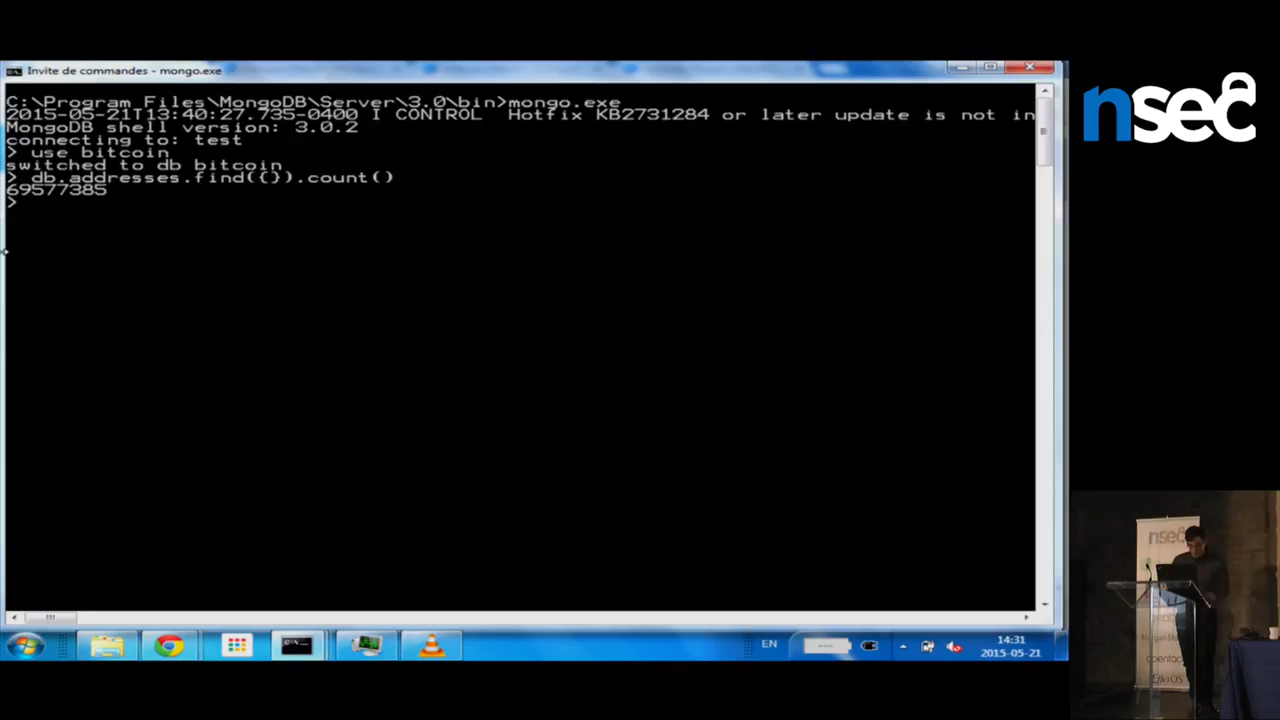 Invite de commandes - mongo.exe
C:\Program Files\MongoDB\Server\3.0\bin>mongo.exe
2015-05-21T13:40:27.735-0400 I CONTROL  Hotfix KB2731284 or later update is not in
MongoDB shell version: 3.0.2
connecting to: test
> use bitcoin
switched to db bitcoin
> db.addresses.find({}).count()
69577385
>
EN
14:31
2015-05-21
nsec
nsec